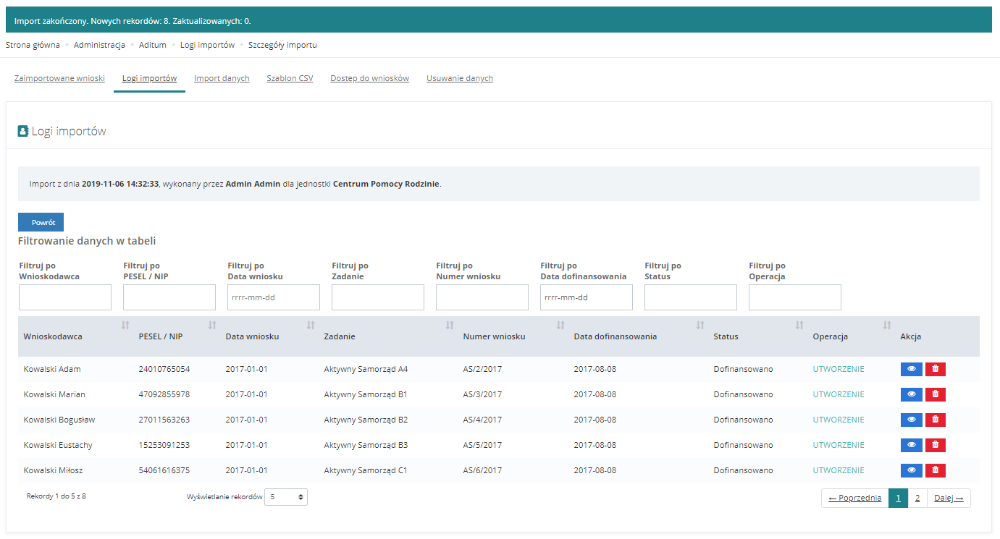 Import zakończony. Nowych rekordów: 8. Zaktualizowanych: 0.
Strona główna • Administracja • Aditum • Logi importów • Szczegóły importu
Zaimportowane wnioski Logi importów Import danych Szablon CSV Dostęp do wniosków Usuwanie danych
Logi importów
Import z dnia 2019-11-06 14:32:33, wykonany przez Admin Admin dla jednostki Centrum Pomocy Rodzinie.
Powrót
Filtrowanie danych w tabeli
Filtruj po Filtruj po Filtruj po Filtruj po Filtruj po Filtruj po Filtruj po Filtruj po
Wnioskodawca PESEL / NIP Data wniosku Zadanie Numer wniosku Data dofinansowania Status Operacja
rrrr-mm-dd rrrr-mm-dd
Wnioskodawca PESEL / NIP Data wniosku Zadanie Numer wniosku Data dofinansowania Status Operacja Akcja
Kowalski Adam 24010765054 2017-01-01 Aktywny Samorząd A4 AS/2/2017 2017-08-08 Dofinansowano UTWORZENIE
Kowalski Marian 47092855978 2017-01-01 Aktywny Samorząd B1 AS/3/2017 2017-08-08 Dofinansowano UTWORZENIE
Kowalski Bogusław 27011563263 2017-01-01 Aktywny Samorząd B2 AS/4/2017 2017-08-08 Dofinansowano UTWORZENIE
Kowalski Eustachy 15253091253 2017-01-01 Aktywny Samorząd B3 AS/5/2017 2017-08-08 Dofinansowano UTWORZENIE
Kowalski Miłosz 54061616375 2017-01-01 Aktywny Samorząd C1 AS/6/2017 2017-08-08 Dofinansowano UTWORZENIE
Rekordy 1 do 5 z 8 Wyświetlanie rekordów 5 ← Poprzednia 1 2 Dalej →